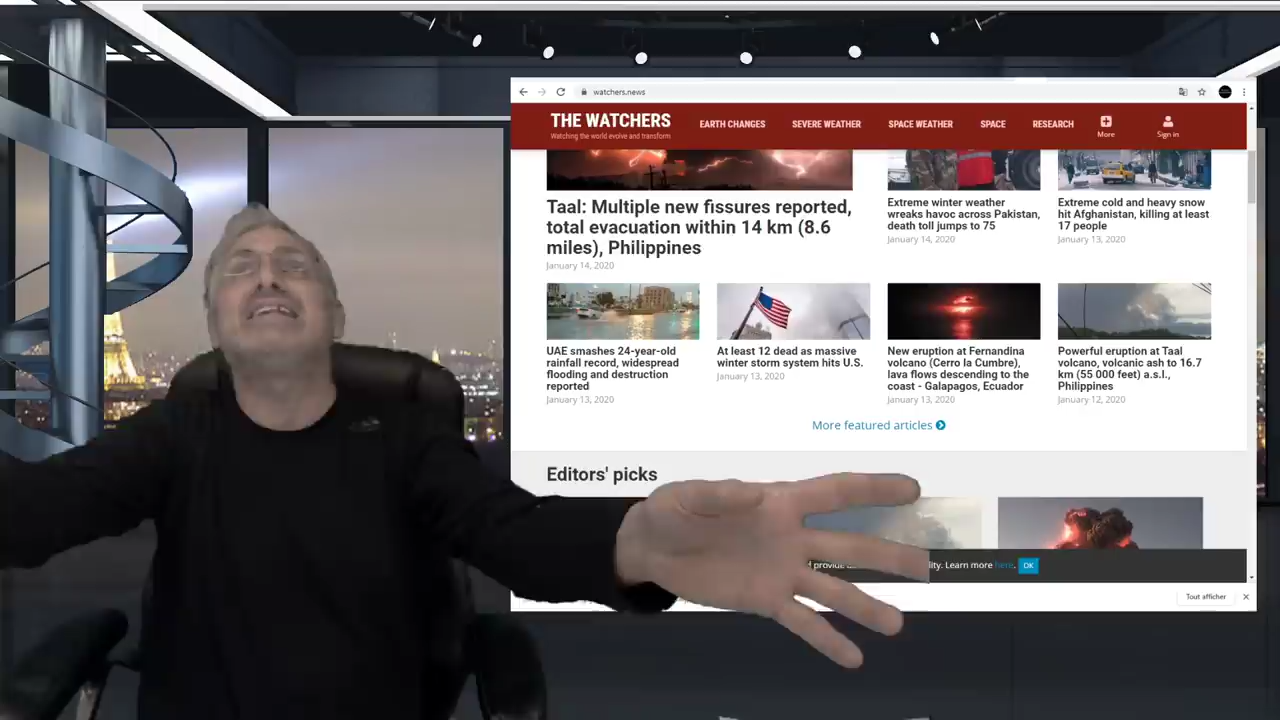 watchers.news
THE WATCHERS
Watching the world evolve and transform
EARTH CHANGES
SEVERE WEATHER
SPACE WEATHER
SPACE
RESEARCH
More
Sign in
Taal: Multiple new fissures reported,
total evacuation within 14 km (8.6
miles), Philippines
January 14, 2020
Extreme winter weather
wreaks havoc across Pakistan,
death toll jumps to 75
January 14, 2020
Extreme cold and heavy snow
hit Afghanistan, killing at least
17 people
January 13, 2020
UAE smashes 24-year-old
rainfall record, widespread
flooding and destruction
reported
January 13, 2020
At least 12 dead as massive
winter storm system hits U.S.
January 13, 2020
New eruption at Fernandina
volcano (Cerro la Cumbre),
lava flows descending to the
coast - Galapagos, Ecuador
January 13, 2020
Powerful eruption at Taal
volcano, volcanic ash to 16.7
km (55 000 feet) a.s.l.,
Philippines
January 12, 2020
More featured articles
Editors' picks
Learn more here. OK
Tout afficher